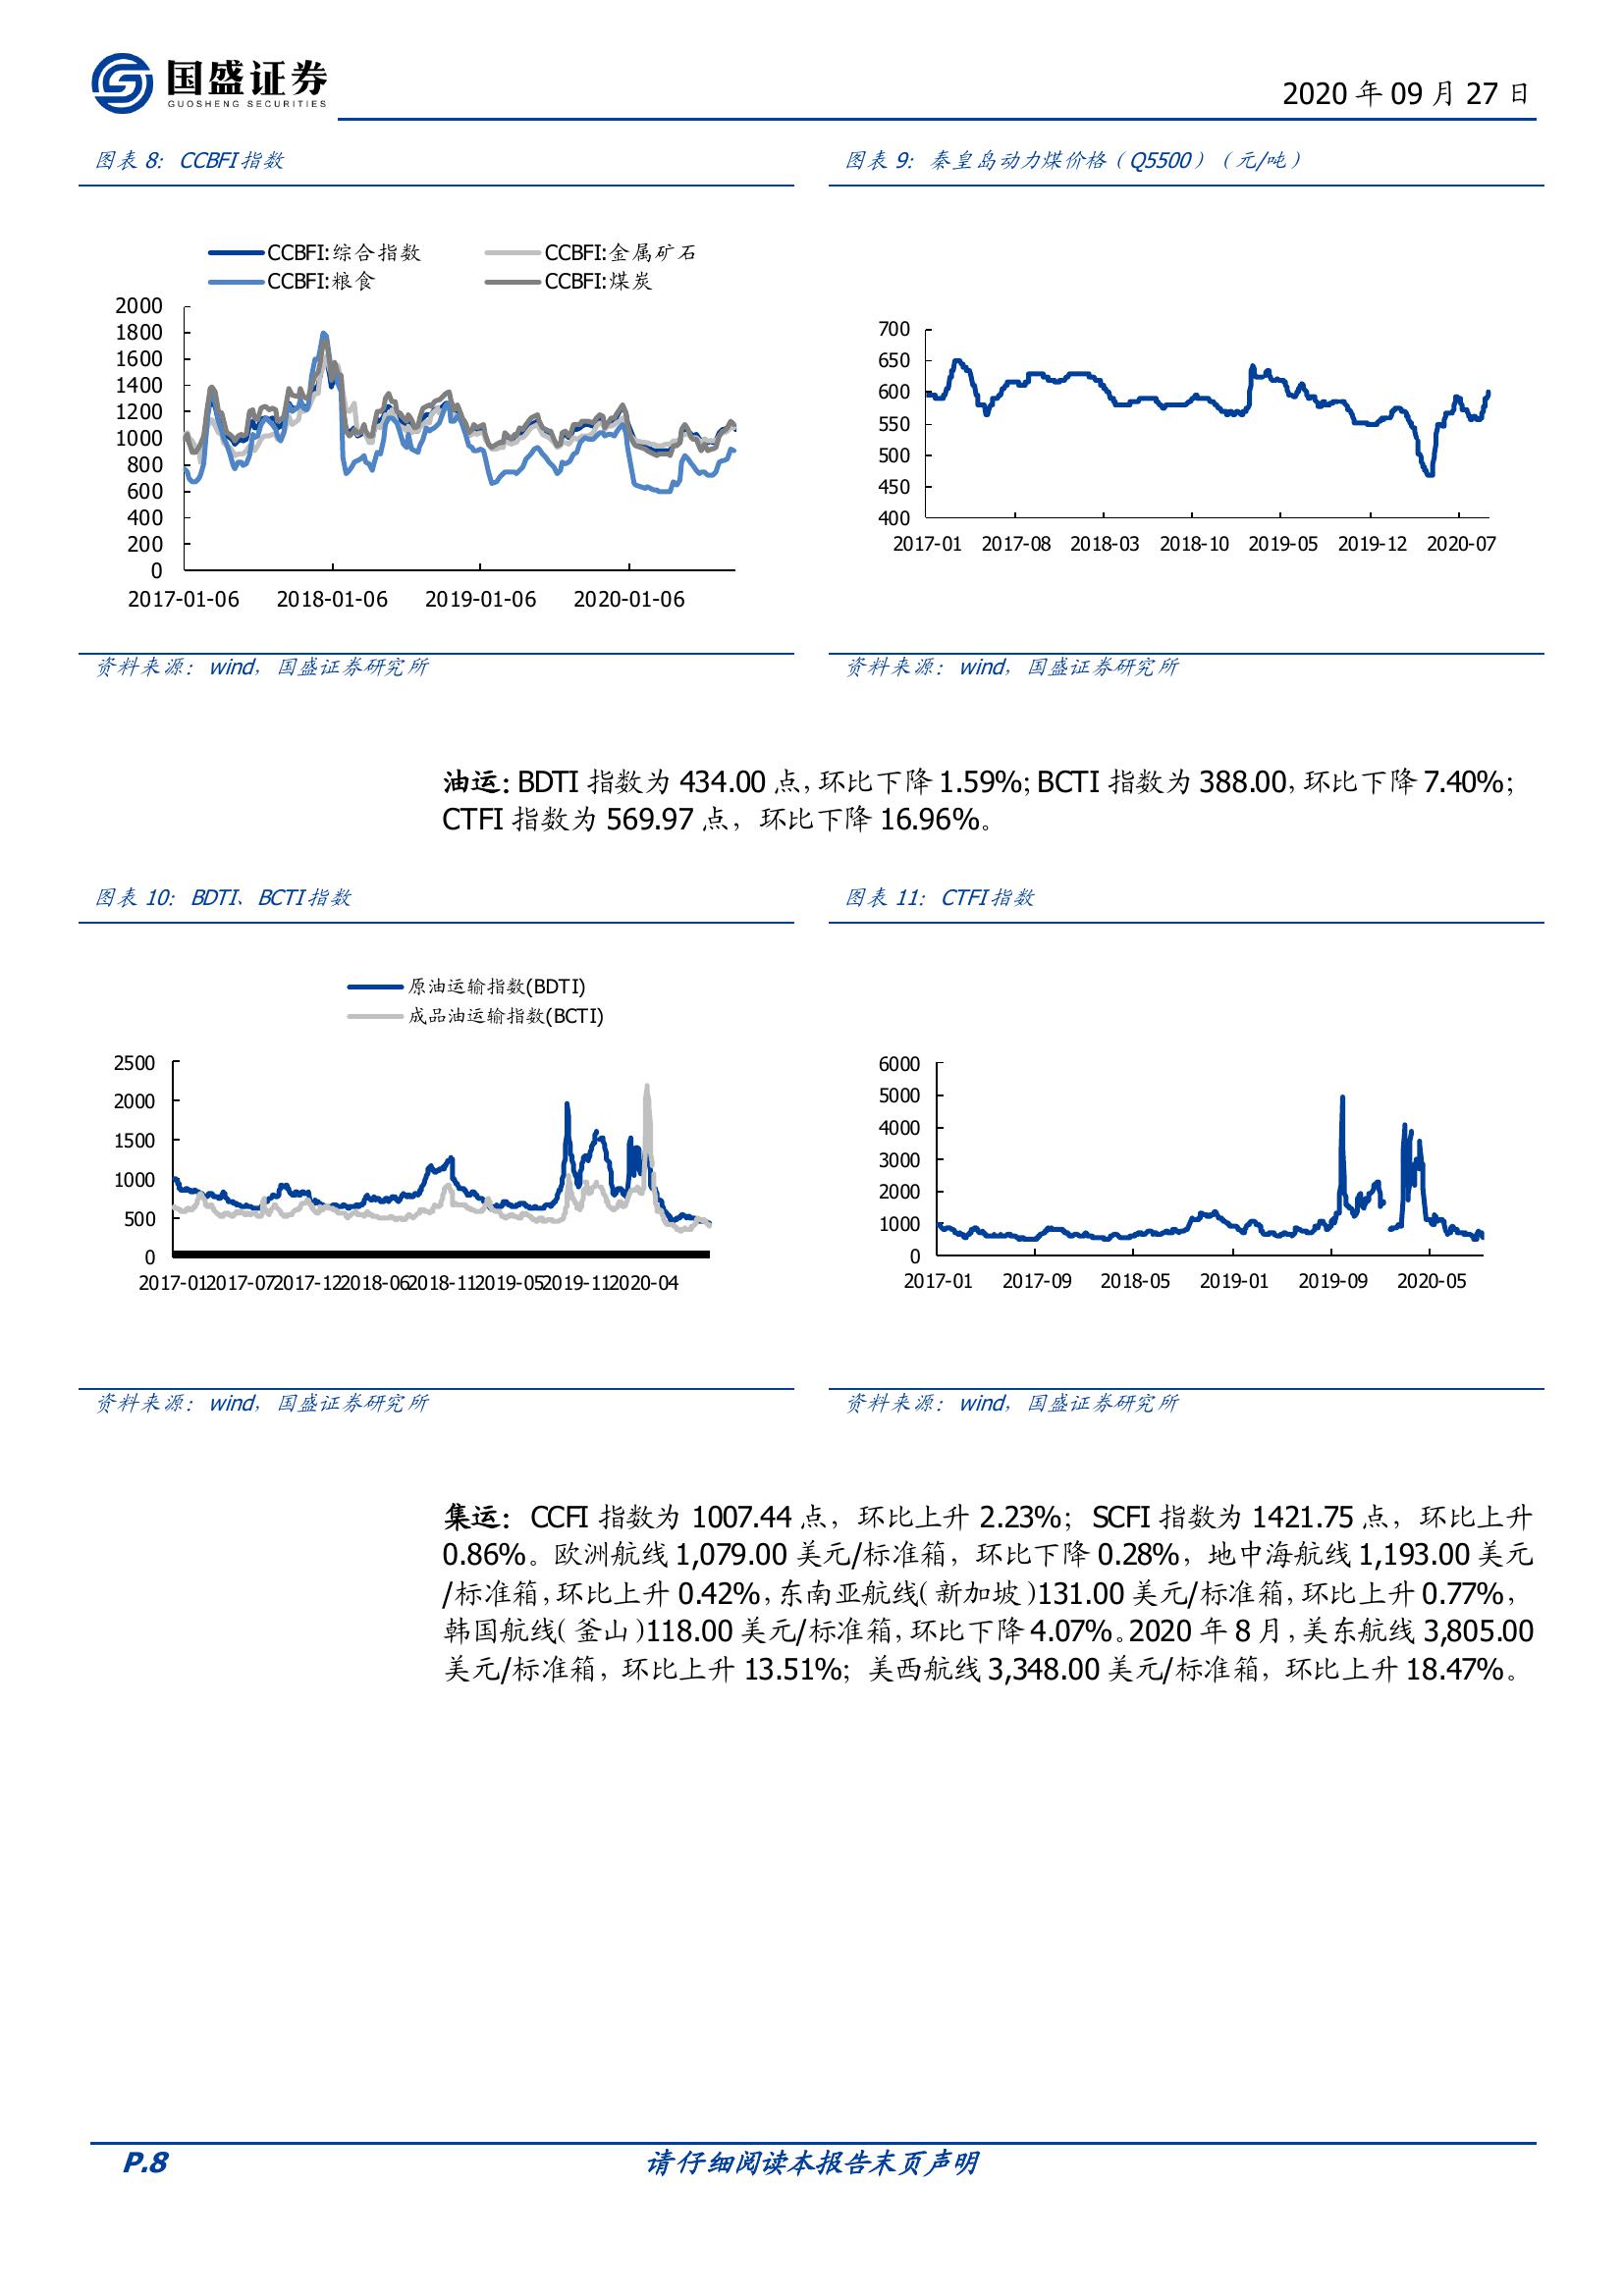 国盛证券
GUOSHENG SECURITIES
2020 年 09 月 27 日
图表 8： CCBFI 指数
CCBFI:综合指数
CCBFI:金属矿石
CCBFI:粮食
CCBFI:煤炭
2000
1800
1600
1400
1200
1000
800
600
400
200
0
2017-01-06 2018-01-06 2019-01-06 2020-01-06
资料来源： wind，国盛证券研究所
图表 9： 秦皇岛动力煤价格（Q5500）（元/吨）
700
650
600
550
500
450
400
2017-01 2017-08 2018-03 2018-10 2019-05 2019-12 2020-07
资料来源： wind，国盛证券研究所
油运：BDTI 指数为 434.00 点，环比下降 1.59%；BCTI 指数为 388.00，环比下降 7.40%；
CTFI 指数为 569.97 点，环比下降 16.96%。
图表 10： BDTI、BCTI 指数
原油运输指数(BDTI)
成品油运输指数(BCTI)
2500
2000
1500
1000
500
0
2017-01 2017-07 2017-12 2018-06 2018-11 2019-05 2019-11 2020-04
资料来源： wind，国盛证券研究所
图表 11： CTFI 指数
6000
5000
4000
3000
2000
1000
0
2017-01 2017-09 2018-05 2019-01 2019-09 2020-05
资料来源： wind，国盛证券研究所
集运：CCFI 指数为 1007.44 点，环比上升 2.23%；SCFI 指数为 1421.75 点，环比上升
0.86%。欧洲航线 1,079.00 美元/标准箱，环比下降 0.28%，地中海航线 1,193.00 美元
/标准箱，环比上升 0.42%，东南亚航线（新加坡）131.00 美元/标准箱，环比上升 0.77%，
韩国航线（釜山）118.00 美元/标准箱，环比下降 4.07%。2020 年 8 月，美东航线 3,805.00
美元/标准箱，环比上升 13.51%；美西航线 3,348.00 美元/标准箱，环比上升 18.47%。
P.8
请仔细阅读本报告末页声明